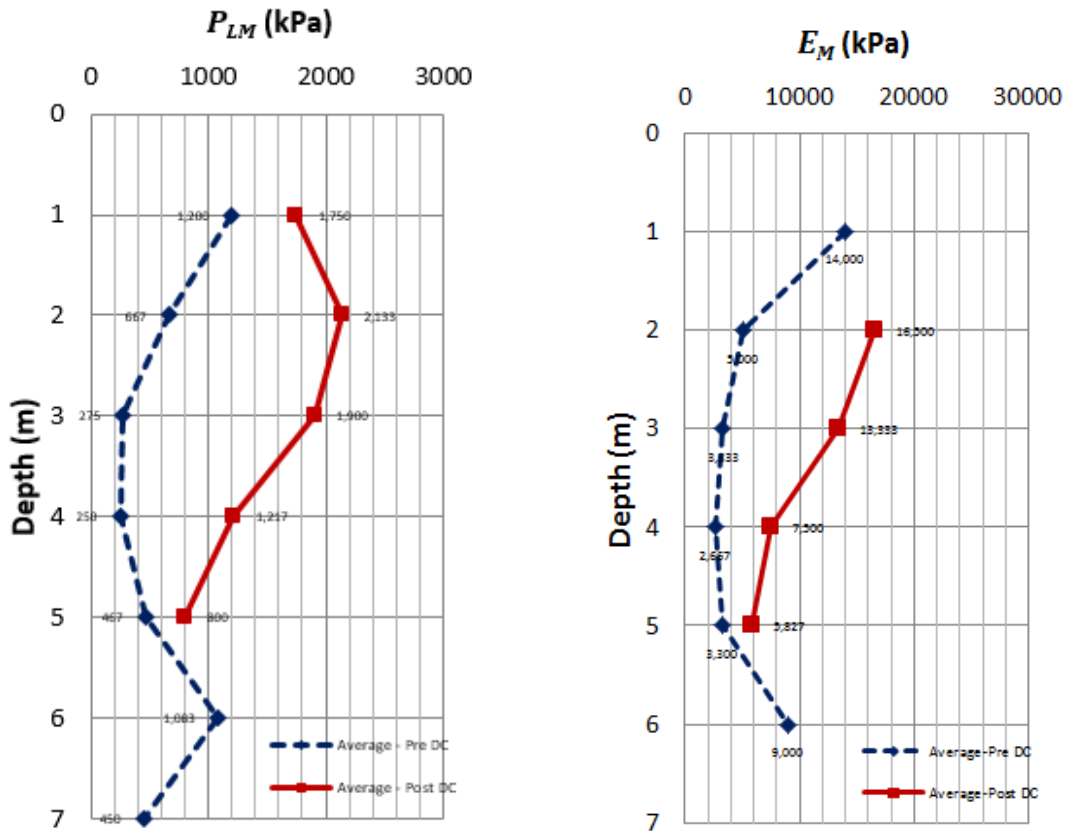 P_LM (kPa)
0 1000 2000 3000
0
1
2
3
4
5
6
7
Depth (m)
1,200 1,750
667 2,133
275 1,900
250 1,217
467 800
1,083
450
Average - Pre DC
Average - Post DC
E_M (kPa)
0 10000 20000 30000
0
1
2
3
4
5
6
7
Depth (m)
14,000
5,000 16,500
3,333 13,333
2,667 7,500
3,300 5,827
9,000
Average-Pre DC
Average-Post DC